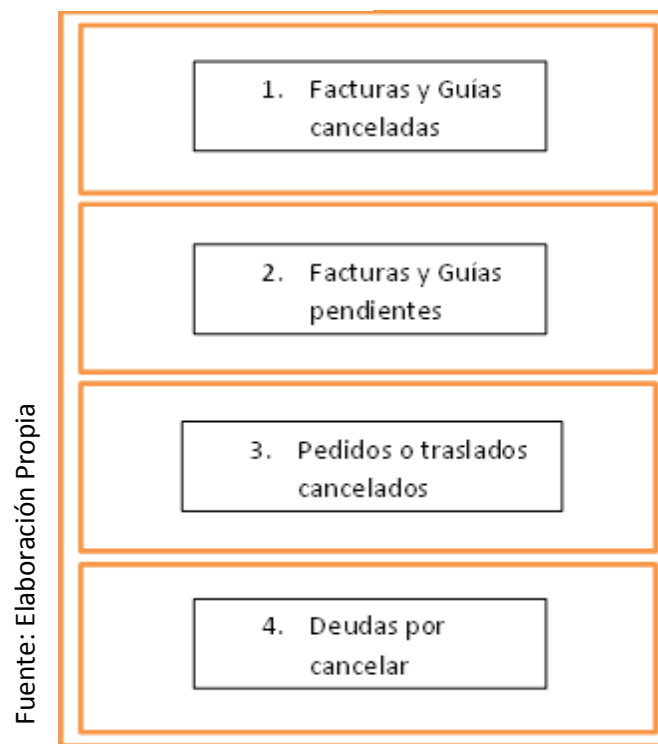 1. Facturas y Guías
canceladas
2. Facturas y Guías
pendientes
3. Pedidos o traslados
cancelados
4. Deudas por
cancelar
Fuente: Elaboración Propia